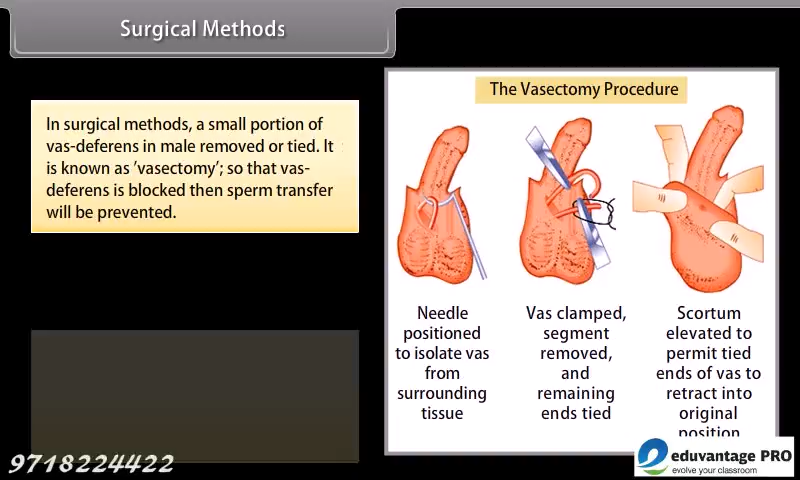 Surgical Methods
In surgical methods, a small portion of
vas-deferens in male removed or tied. It
is known as 'vasectomy'; so that vas-
deferens is blocked then sperm transfer
will be prevented.
The Vasectomy Procedure
Needle
positioned
to isolate vas
from
surrounding
tissue
Vas clamped,
segment
removed,
and
remaining
ends tied
Scortum
elevated to
permit tied
ends of vas to
retract into
original
position
9718224422
eduvantage PRO
evolve your classroom